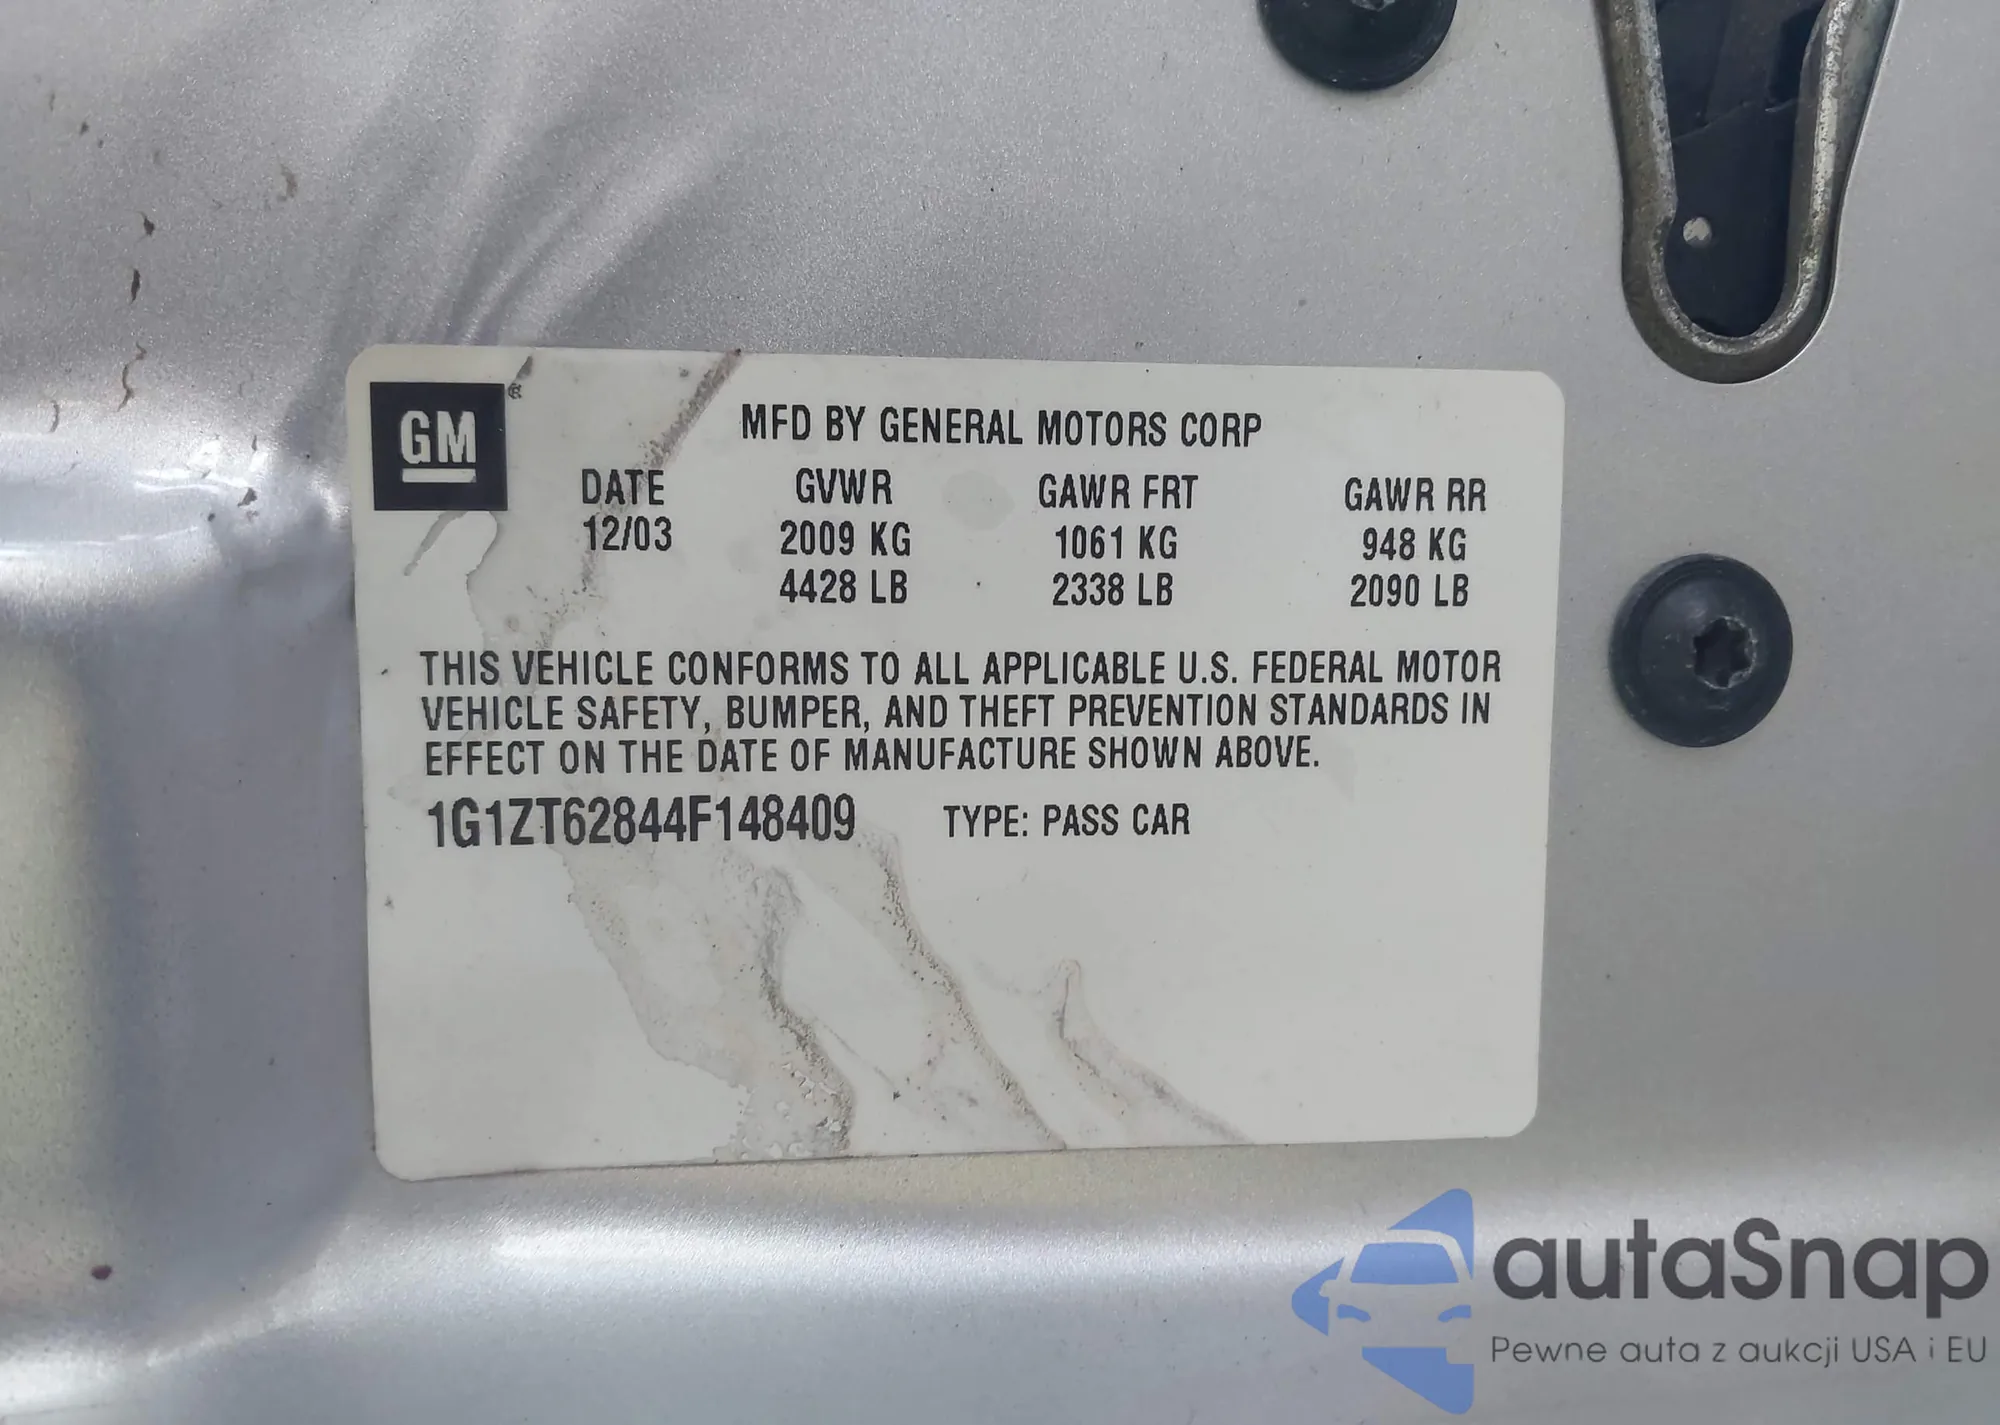 GM ®
MFD BY GENERAL MOTORS CORP
DATE GVWR GAWR FRT GAWR RR
12/03 2009 KG 1061 KG 948 KG
4428 LB 2338 LB 2090 LB
THIS VEHICLE CONFORMS TO ALL APPLICABLE U.S. FEDERAL MOTOR
VEHICLE SAFETY, BUMPER, AND THEFT PREVENTION STANDARDS IN
EFFECT ON THE DATE OF MANUFACTURE SHOWN ABOVE.
1G1ZT62844F148409 TYPE: PASS CAR
autoSnap
Pewne auta z aukcji USA i EU